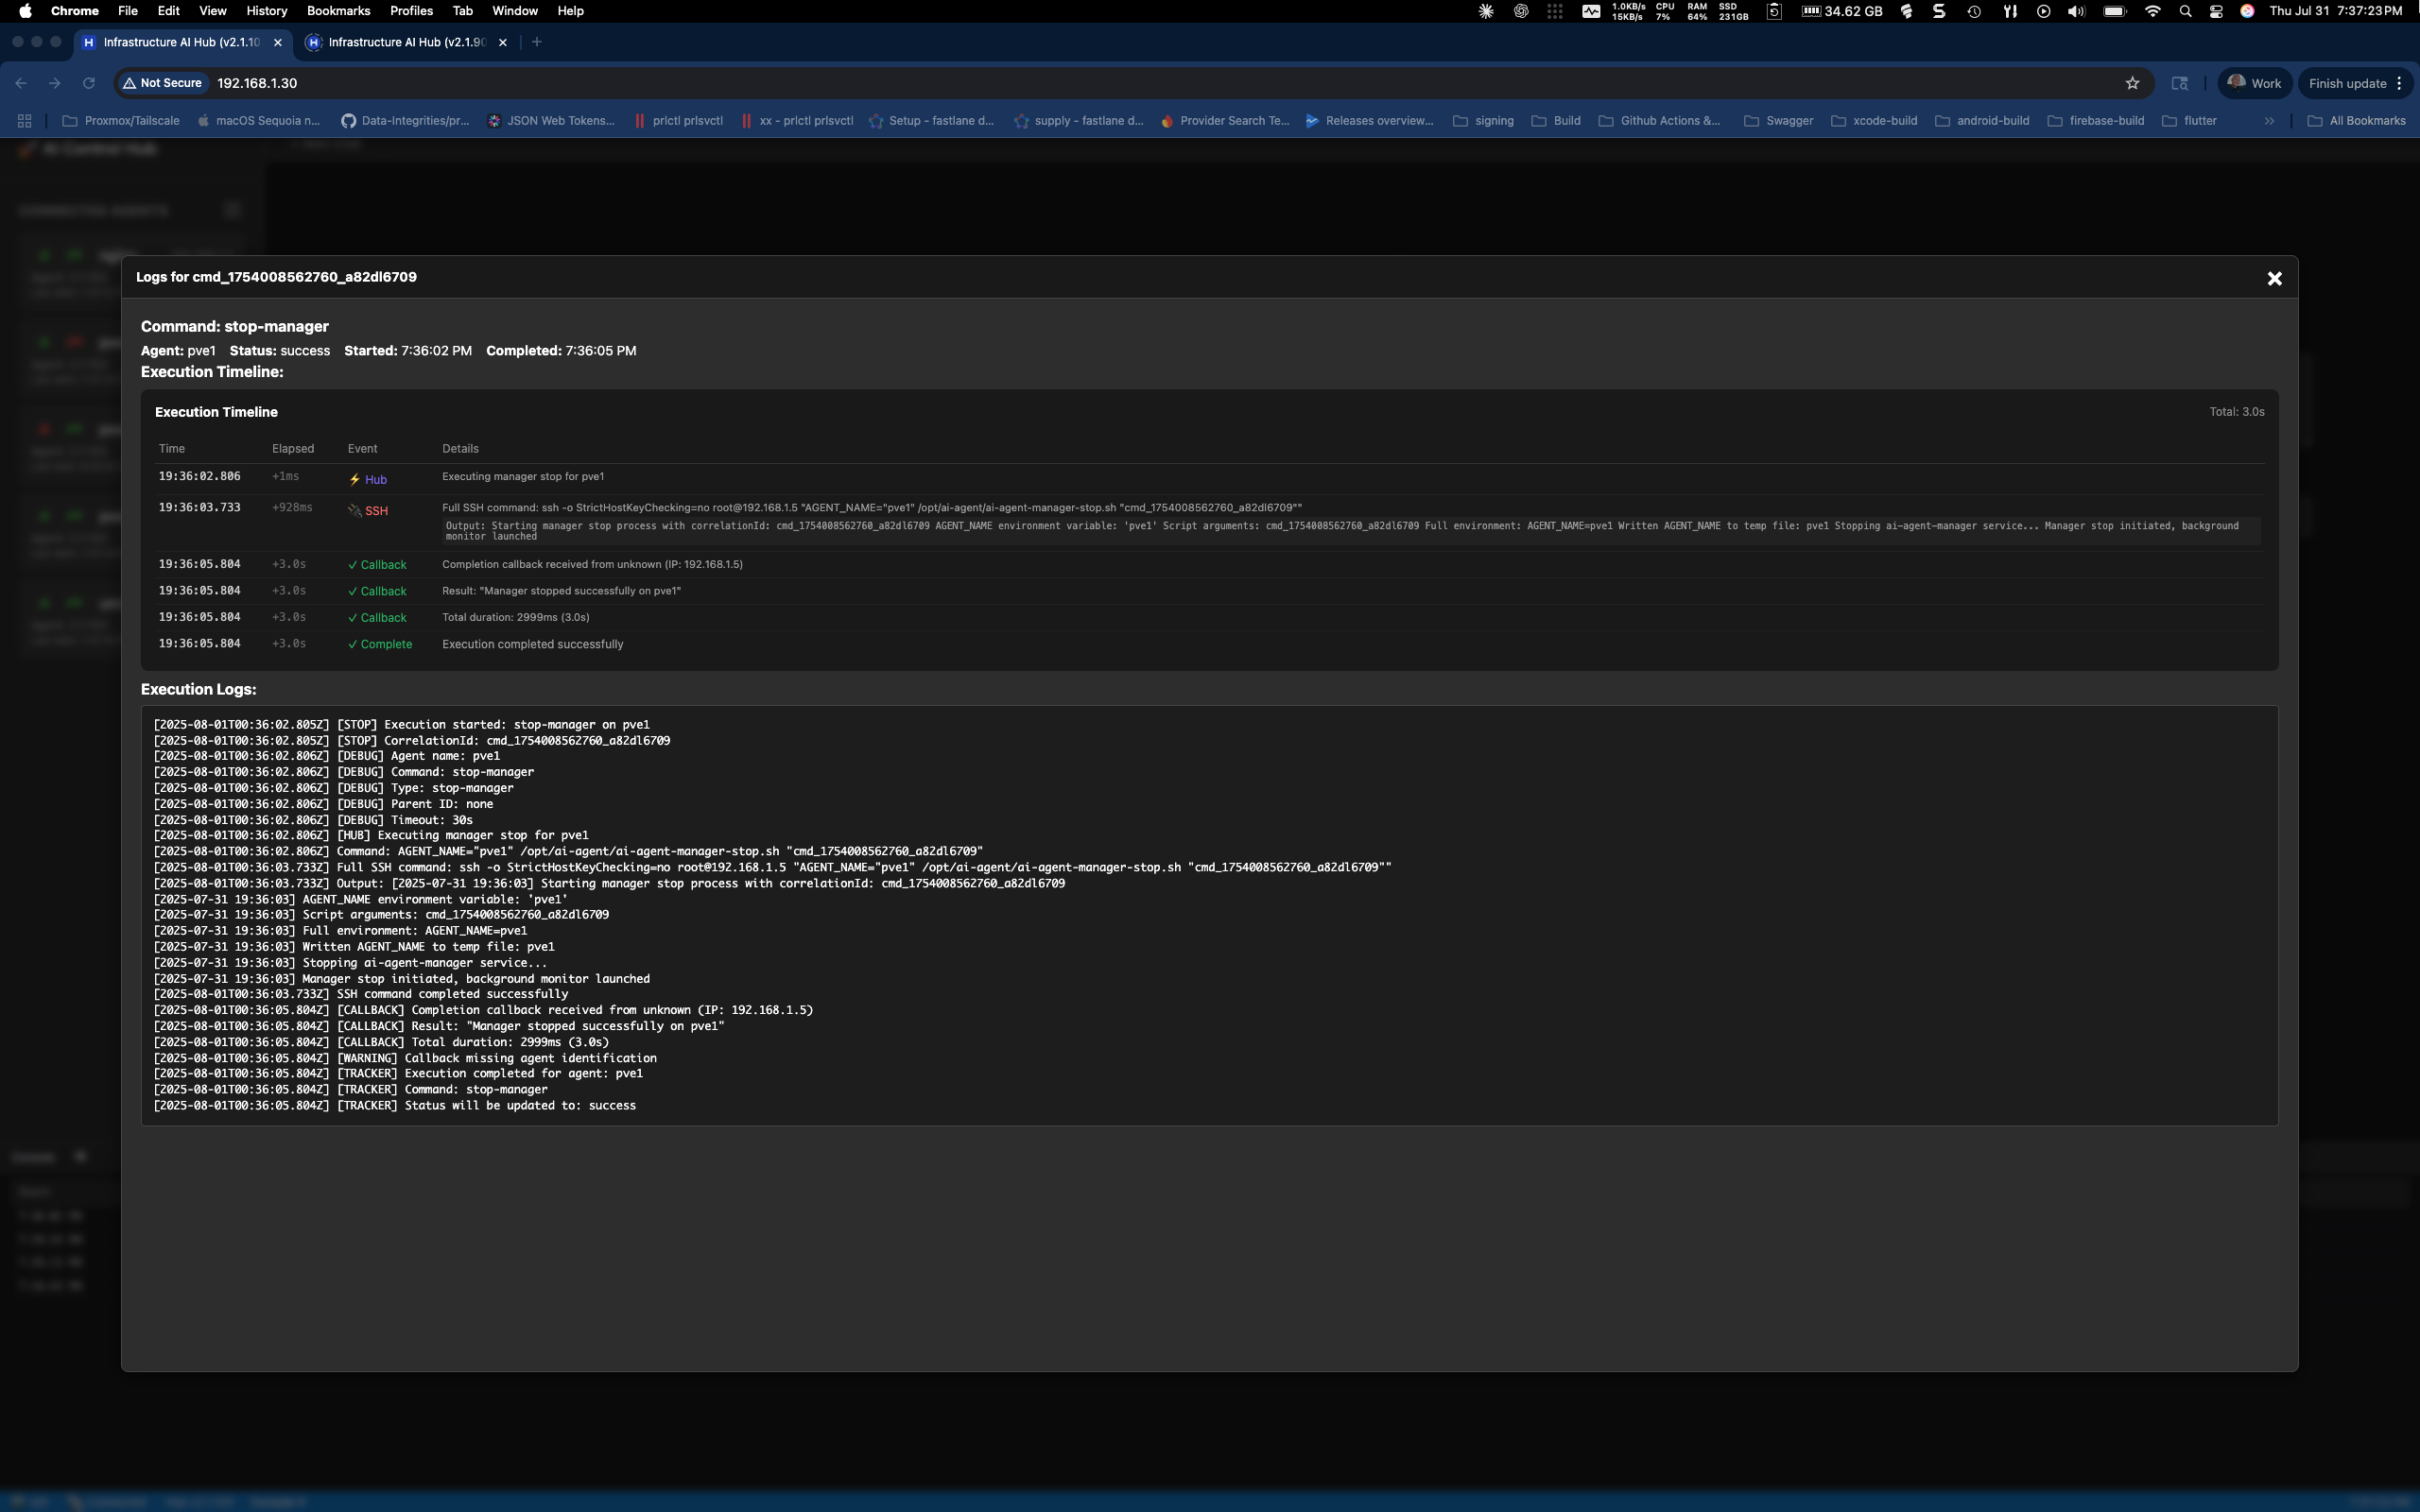 Chrome File Edit View History Bookmarks Profiles Tab Window Help
1.0KB/s 15KB/s CPU 7% RAM 64% SSD 231GB 34.62 GB Thu Jul 31 7:37:23 PM
Infrastructure AI Hub (v2.1.10 Infrastructure AI Hub (v2.1.90
Not Secure 192.168.1.30 Work Finish update
Proxmox/Tailscale macOS Sequoia n... Data-Integrities/pr... JSON Web Tokens... prlctl prlsvctl xx - prlctl prlsvctl Setup - fastlane d... supply - fastlane d... Provider Search Te... Releases overview... signing Build Github Actions &... Swagger xcode-build android-build firebase-build flutter All Bookmarks
AI Control Hub
CONNECTED AGENTS
Logs for cmd_1754008562760_a82dl6709
Command: stop-manager
Agent: pve1 Status: success Started: 7:36:02 PM Completed: 7:36:05 PM
Execution Timeline:
Execution Timeline Total: 3.0s
Time Elapsed Event Details
19:36:02.806 +1ms ⚡ Hub Executing manager stop for pve1
19:36:03.733 +928ms SSH Full SSH command: ssh -o StrictHostKeyChecking=no root@192.168.1.5 "AGENT_NAME="pve1" /opt/ai-agent/ai-agent-manager-stop.sh "cmd_1754008562760_a82dl6709""
Output: Starting manager stop process with correlationId: cmd_1754008562760_a82dl6709 AGENT_NAME environment variable: 'pve1' Script arguments: cmd_1754008562760_a82dl6709 Full environment: AGENT_NAME=pve1 Written AGENT_NAME to temp file: pve1 Stopping ai-agent-manager service... Manager stop initiated, background
monitor launched
19:36:05.804 +3.0s ✓ Callback Completion callback received from unknown (IP: 192.168.1.5)
19:36:05.804 +3.0s ✓ Callback Result: "Manager stopped successfully on pve1"
19:36:05.804 +3.0s ✓ Callback Total duration: 2999ms (3.0s)
19:36:05.804 +3.0s ✓ Complete Execution completed successfully
Execution Logs:
[2025-08-01T00:36:02.805Z] [STOP] Execution started: stop-manager on pve1
[2025-08-01T00:36:02.805Z] [STOP] CorrelationId: cmd_1754008562760_a82dl6709
[2025-08-01T00:36:02.806Z] [DEBUG] Agent name: pve1
[2025-08-01T00:36:02.806Z] [DEBUG] Command: stop-manager
[2025-08-01T00:36:02.806Z] [DEBUG] Type: stop-manager
[2025-08-01T00:36:02.806Z] [DEBUG] Parent ID: none
[2025-08-01T00:36:02.806Z] [DEBUG] Timeout: 30s
[2025-08-01T00:36:02.806Z] [HUB] Executing manager stop for pve1
[2025-08-01T00:36:02.806Z] Command: AGENT_NAME="pve1" /opt/ai-agent/ai-agent-manager-stop.sh "cmd_1754008562760_a82dl6709"
[2025-08-01T00:36:03.733Z] Full SSH command: ssh -o StrictHostKeyChecking=no root@192.168.1.5 "AGENT_NAME="pve1" /opt/ai-agent/ai-agent-manager-stop.sh "cmd_1754008562760_a82dl6709""
[2025-08-01T00:36:03.733Z] Output: [2025-07-31 19:36:03] Starting manager stop process with correlationId: cmd_1754008562760_a82dl6709
[2025-07-31 19:36:03] AGENT_NAME environment variable: 'pve1'
[2025-07-31 19:36:03] Script arguments: cmd_1754008562760_a82dl6709
[2025-07-31 19:36:03] Full environment: AGENT_NAME=pve1
[2025-07-31 19:36:03] Written AGENT_NAME to temp file: pve1
[2025-07-31 19:36:03] Stopping ai-agent-manager service...
[2025-07-31 19:36:03] Manager stop initiated, background monitor launched
[2025-08-01T00:36:03.733Z] SSH command completed successfully
[2025-08-01T00:36:05.804Z] [CALLBACK] Completion callback received from unknown (IP: 192.168.1.5)
[2025-08-01T00:36:05.804Z] [CALLBACK] Result: "Manager stopped successfully on pve1"
[2025-08-01T00:36:05.804Z] [CALLBACK] Total duration: 2999ms (3.0s)
[2025-08-01T00:36:05.804Z] [WARNING] Callback missing agent identification
[2025-08-01T00:36:05.804Z] [TRACKER] Execution completed for agent: pve1
[2025-08-01T00:36:05.804Z] [TRACKER] Command: stop-manager
[2025-08-01T00:36:05.804Z] [TRACKER] Status will be updated to: success